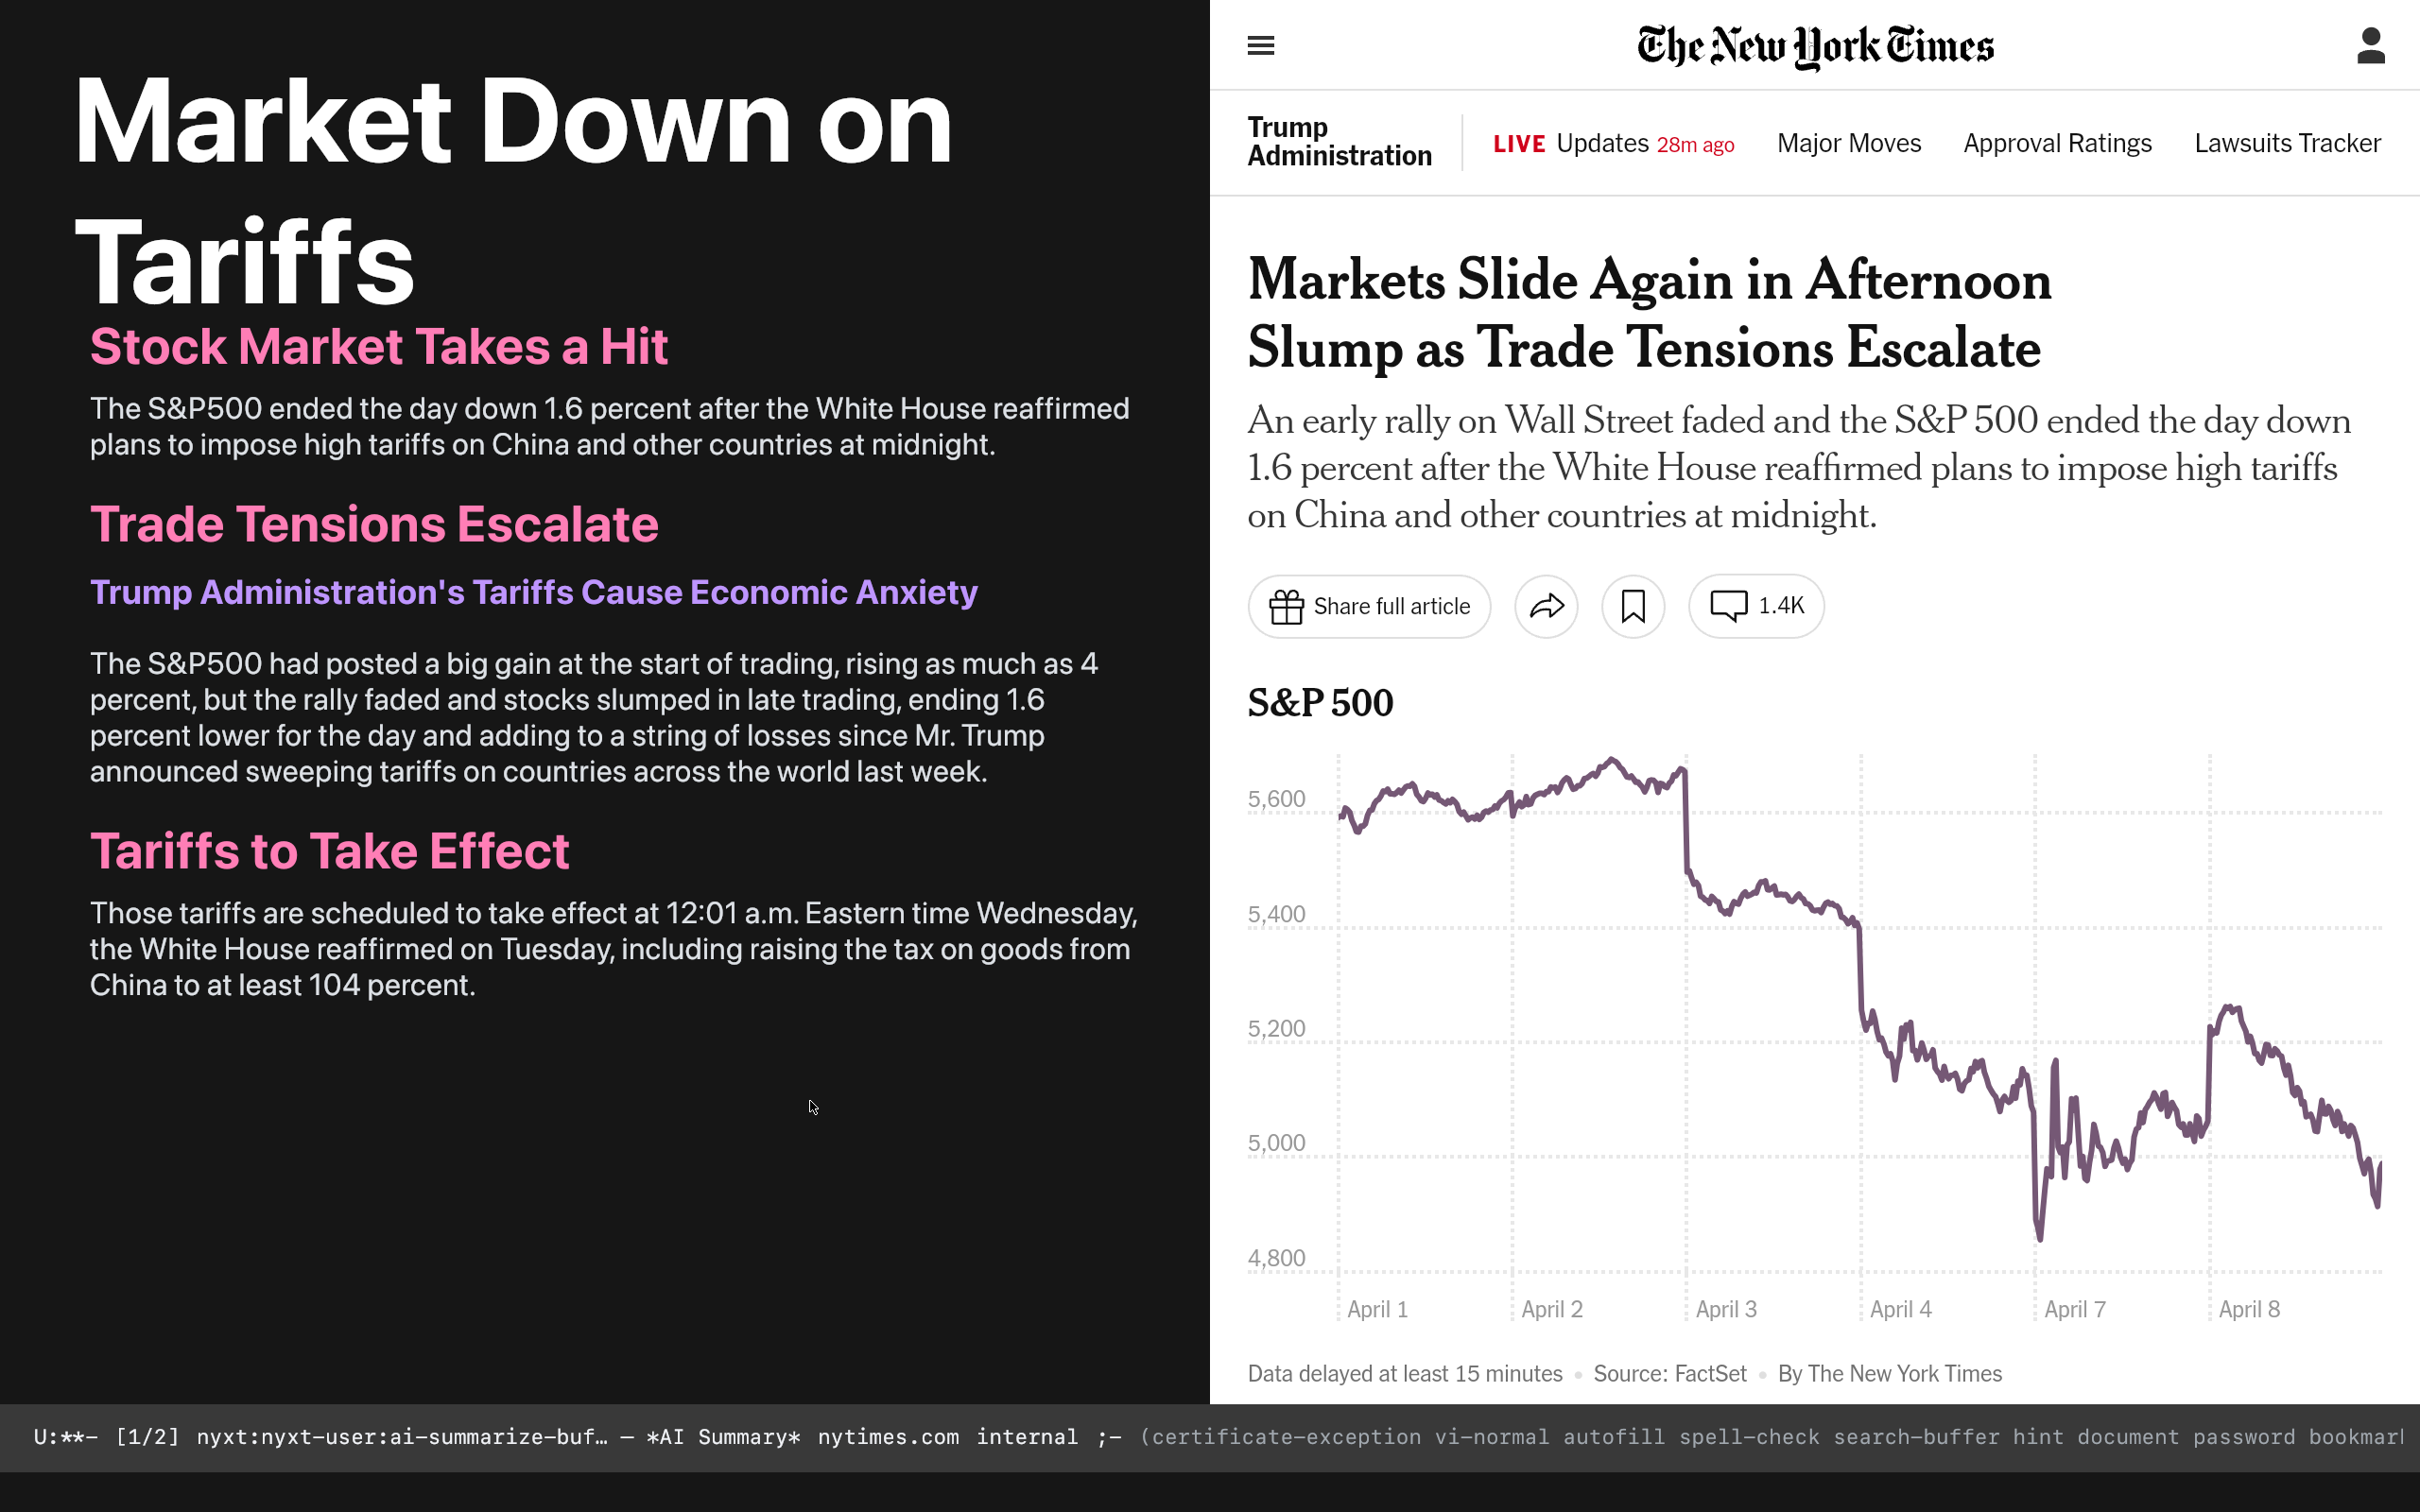 Market Down on
Tariffs
Stock Market Takes a Hit
The S&P500 ended the day down 1.6 percent after the White House reaffirmed
plans to impose high tariffs on China and other countries at midnight.
Trade Tensions Escalate
Trump Administration's Tariffs Cause Economic Anxiety
The S&P500 had posted a big gain at the start of trading, rising as much as 4
percent, but the rally faded and stocks slumped in late trading, ending 1.6
percent lower for the day and adding to a string of losses since Mr. Trump
announced sweeping tariffs on countries across the world last week.
Tariffs to Take Effect
Those tariffs are scheduled to take effect at 12:01 a.m. Eastern time Wednesday,
the White House reaffirmed on Tuesday, including raising the tax on goods from
China to at least 104 percent.
The New York Times
Trump
Administration
LIVE Updates 28m ago Major Moves Approval Ratings Lawsuits Tracker
Markets Slide Again in Afternoon
Slump as Trade Tensions Escalate
An early rally on Wall Street faded and the S&P 500 ended the day down
1.6 percent after the White House reaffirmed plans to impose high tariffs
on China and other countries at midnight.
Share full article 1.4K
S&P 500
5,600
5,400
5,200
5,000
4,800
April 1 April 2 April 3 April 4 April 7 April 8
Data delayed at least 15 minutes • Source: FactSet • By The New York Times
U:**- [1/2] nyxt:nyxt-user:ai-summarize-buf… — *AI Summary* nytimes.com internal ;- (certificate-exception vi-normal autofill spell-check search-buffer hint document password bookmark